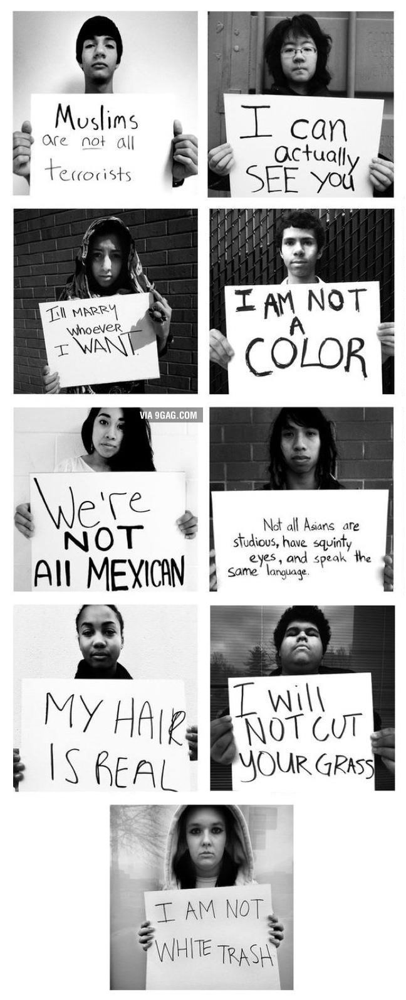 Muslims
are not all
terrorists
I can
actually
SEE you
I'll MARRY
whoever
I WANT.
I AM NOT
A
COLOR
VIA 9GAG.COM
We're
NOT
All MEXICAN
Not all Asians are
studious, have squinty
eyes, and speak the
same language.
MY HAIR
IS REAL
I will
NOT CUT
YOUR GRASS
I AM NOT
WHITE TRASH